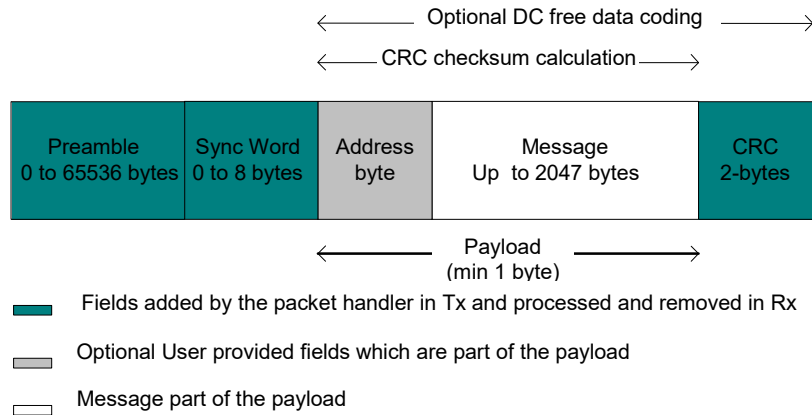 Optional DC free data coding
CRC checksum calculation
Preamble
0 to 65536 bytes
Sync Word
0 to 8 bytes
Address
byte
Message
Up to 2047 bytes
CRC
2-bytes
Payload
(min 1 byte)
Fields added by the packet handler in Tx and processed and removed in Rx
Optional User provided fields which are part of the payload
Message part of the payload